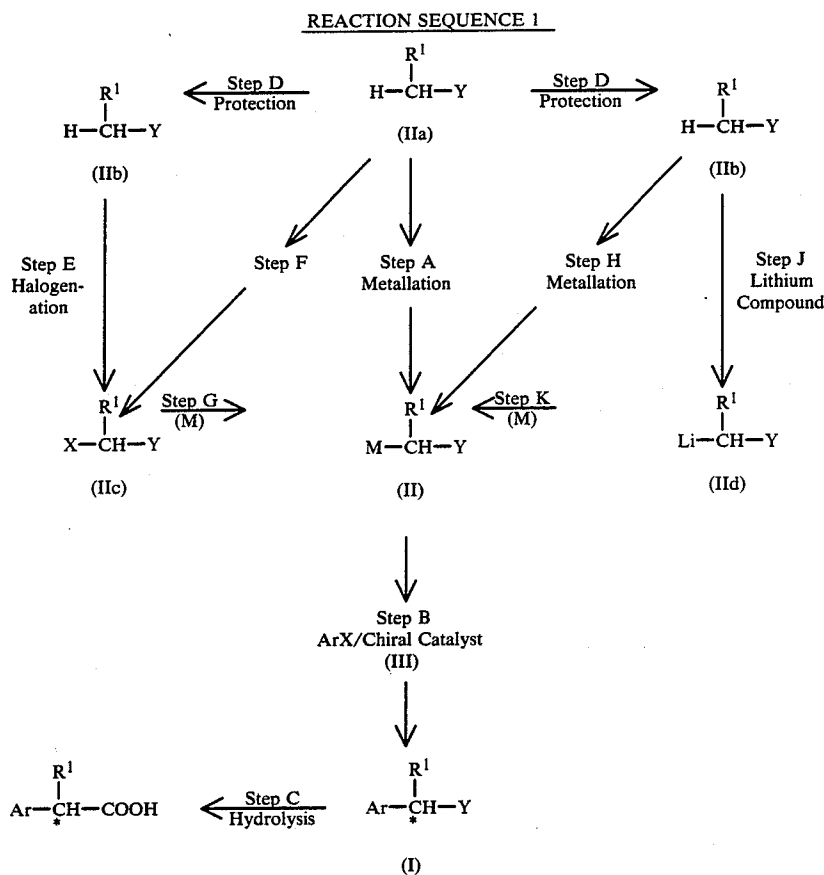 REACTION SEQUENCE 1
R¹
H—CH—Y
(IIb)
Step D
Protection
R¹
H—CH—Y
(IIa)
Step D
Protection
R¹
H—CH—Y
(IIb)
Step E
Halogen-
ation
Step F
Step A
Metallation
Step H
Metallation
Step J
Lithium
Compound
R¹
X—CH—Y
(IIc)
Step G
(M)
R¹
M—CH—Y
(II)
Step K
(M)
R¹
Li—CH—Y
(IId)
Step B
ArX/Chiral Catalyst
(III)
R¹
Ar—CH—COOH
*
Step C
Hydrolysis
R¹
Ar—CH—Y
*
(I)